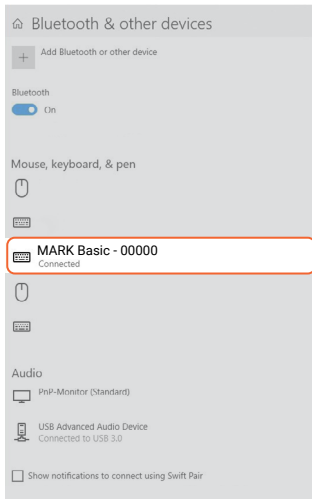 Bluetooth & other devices
Add Bluetooth or other device
Bluetooth
On
Mouse, keyboard, & pen
MARK Basic - 00000
Connected
Audio
PnP-Monitor (Standard)
USB Advanced Audio Device
Connected to USB 3.0
Show notifications to connect using Swift Pair